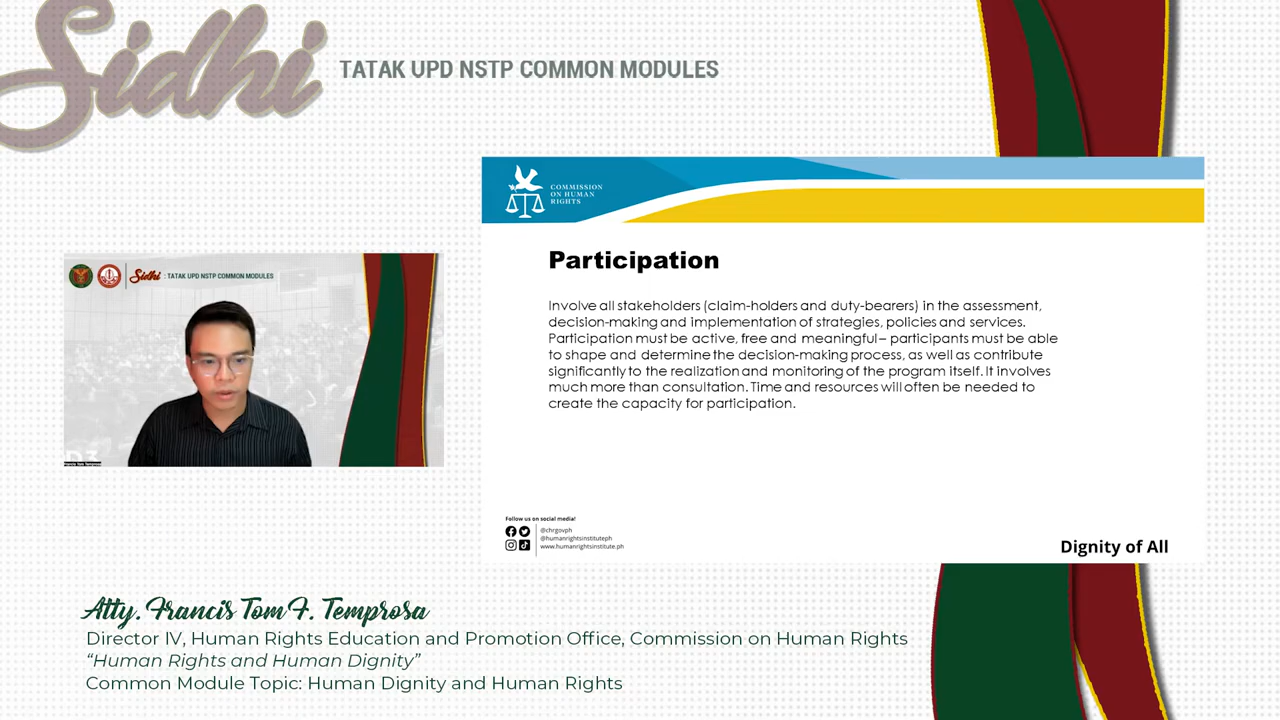 Sidhi
TATAK UPD NSTP COMMON MODULES
COMMISSION
ON HUMAN
RIGHTS
Participation
Involve all stakeholders (claim-holders and duty-bearers) in the assessment,
decision-making and implementation of strategies, policies and services.
Participation must be active, free and meaningful– participants must be able
to shape and determine the decision-making process, as well as contribute
significantly to the realization and monitoring of the program itself. It involves
much more than consultation. Time and resources will often be needed to
create the capacity for participation.
Sidhi : TATAK UPD NSTP COMMON MODULES
Francis Tom Temprosa
Follow us on social media!
@chrgovph
@humanrightsinstituteph
www.humanrightsinstitute.ph
Dignity of All
Atty. Francis Tom F. Temprosa
Director IV, Human Rights Education and Promotion Office, Commission on Human Rights
“Human Rights and Human Dignity”
Common Module Topic: Human Dignity and Human Rights